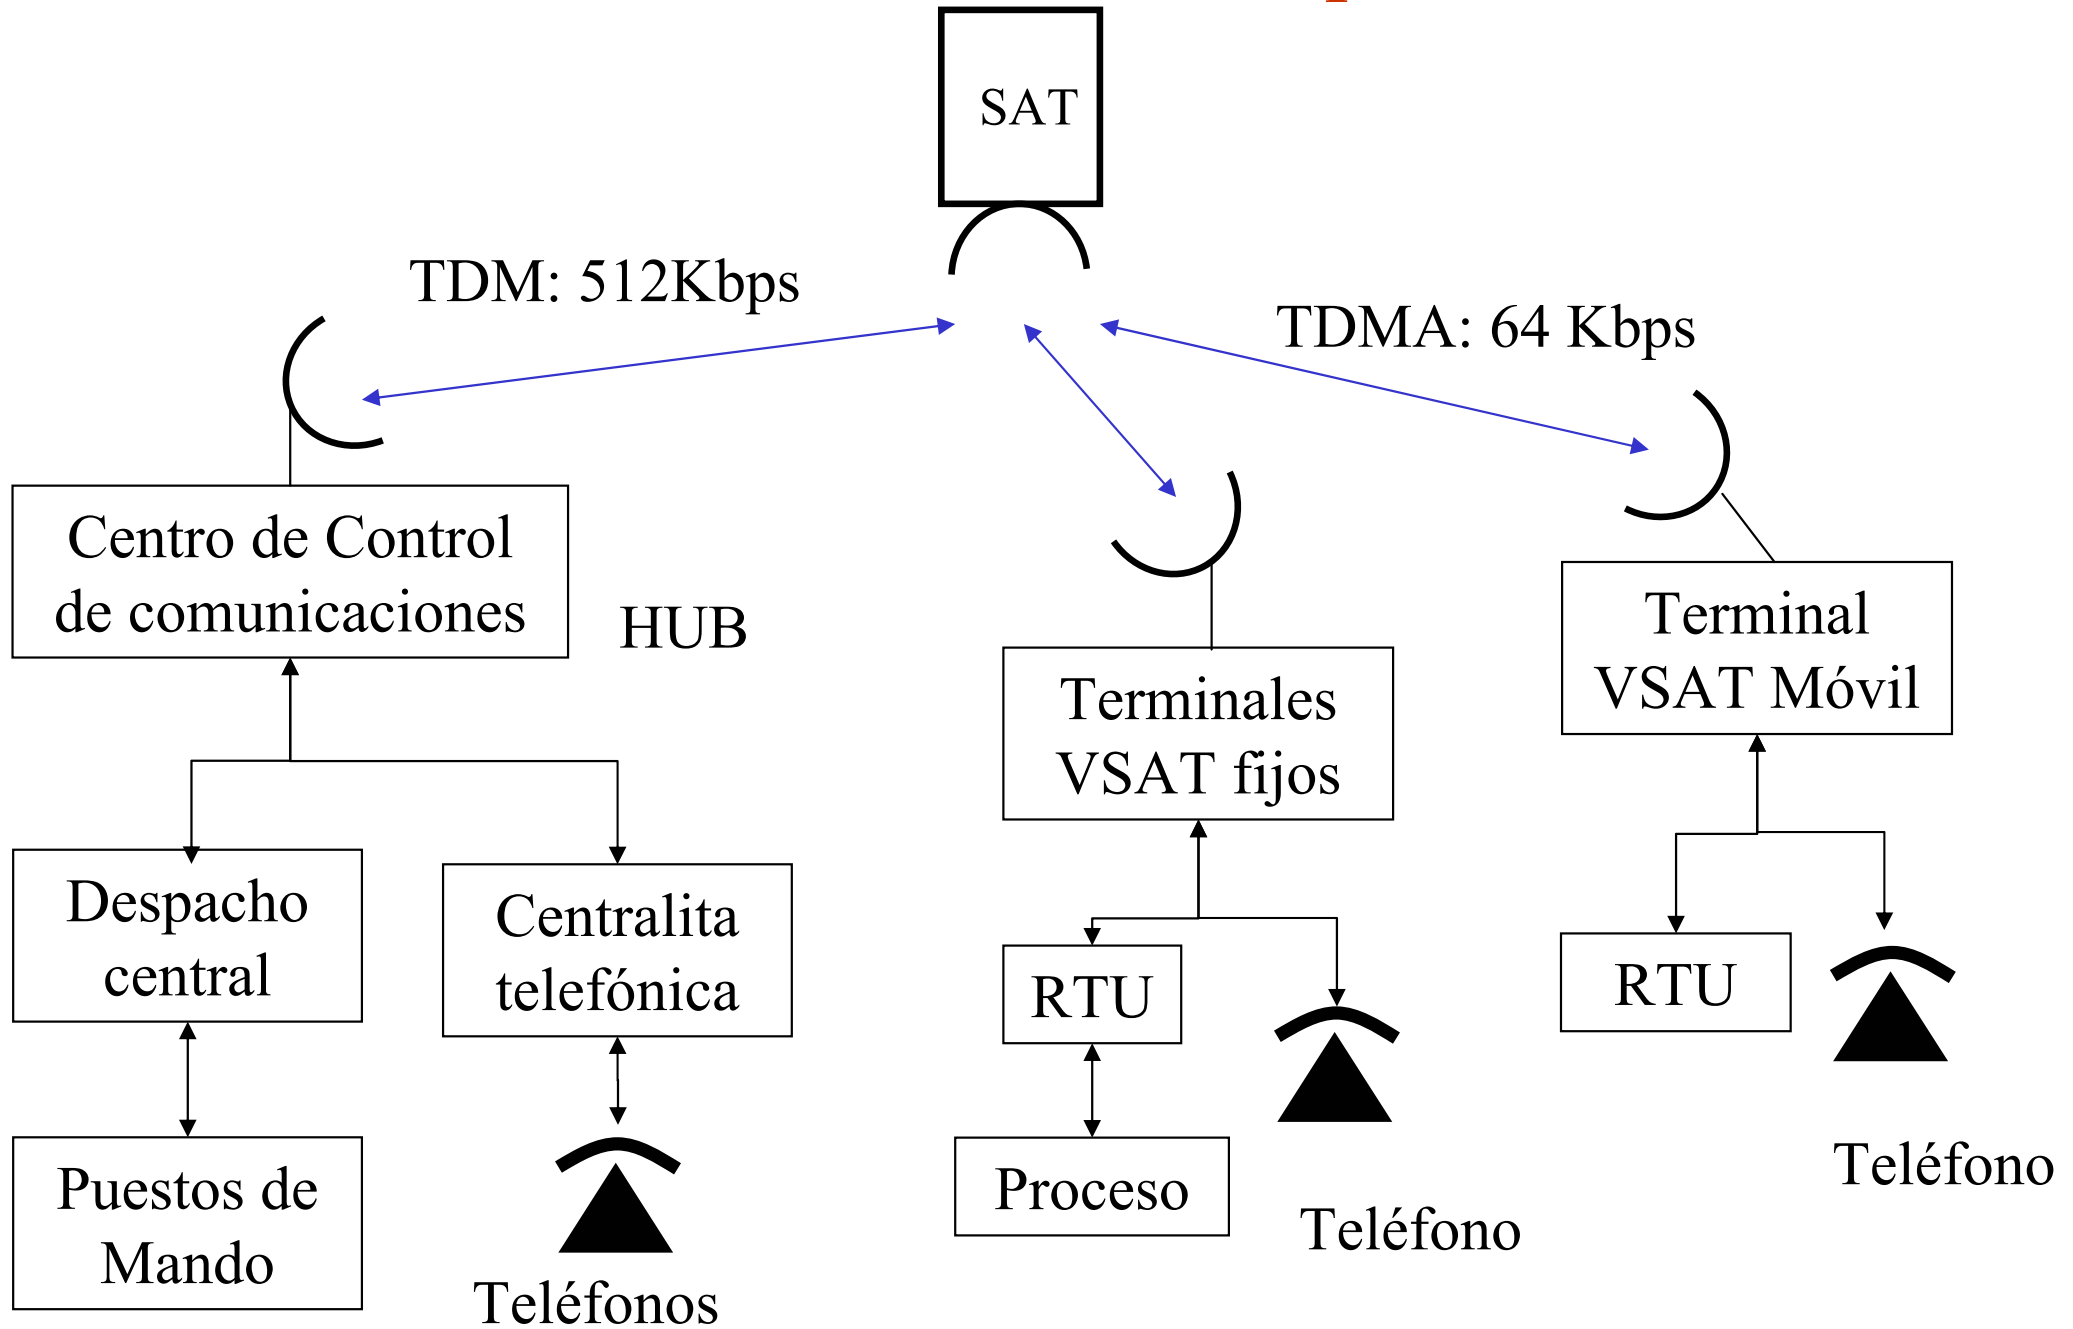 SAT
TDM: 512Kbps
TDMA: 64 Kbps
Centro de Control
de comunicaciones
HUB
Terminales
VSAT fijos
Terminal
VSAT Móvil
Despacho
central
Centralita
telefónica
RTU
RTU
Puestos de
Mando
Teléfonos
Proceso
Teléfono
Teléfono